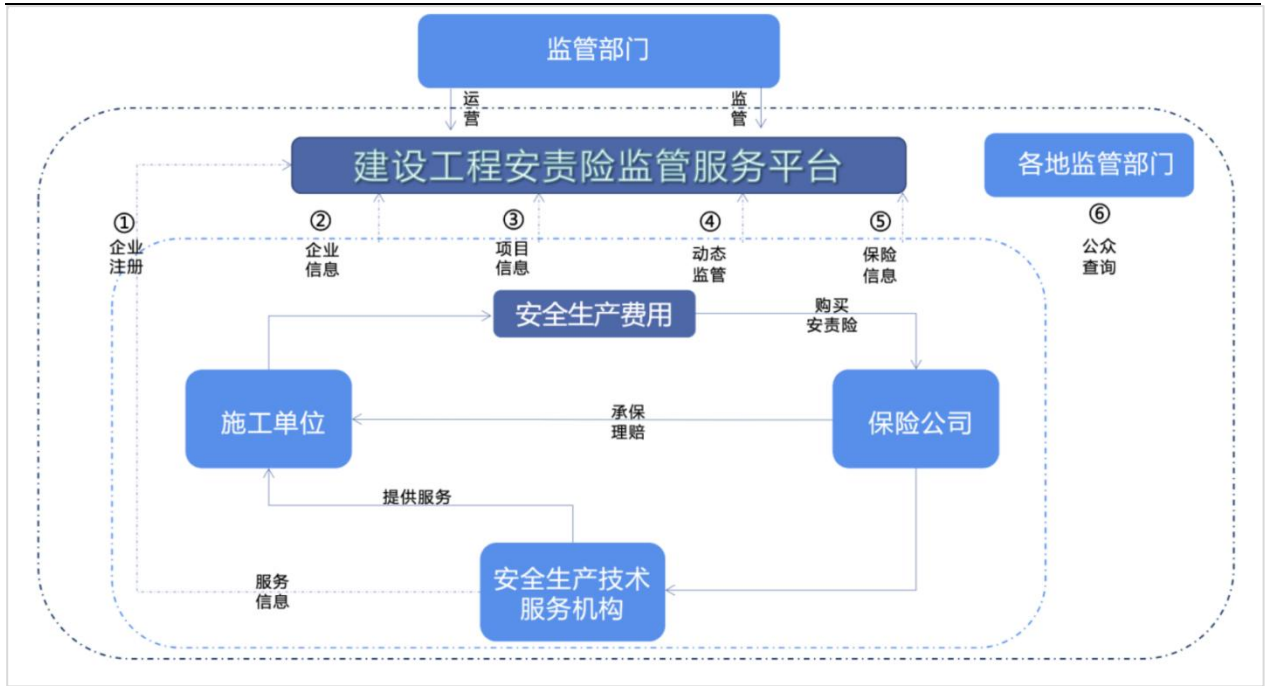 监管部门
运
营
监
管
建设工程安责险监管服务平台
各地监管部门
①
企业
注册
②
企业
信息
③
项目
信息
④
动态
监管
⑤
保险
信息
⑥
公众
查询
安全生产费用
购买
安责险
施工单位
承保
理赔
保险公司
提供服务
安全生产技术
服务机构
服务
信息